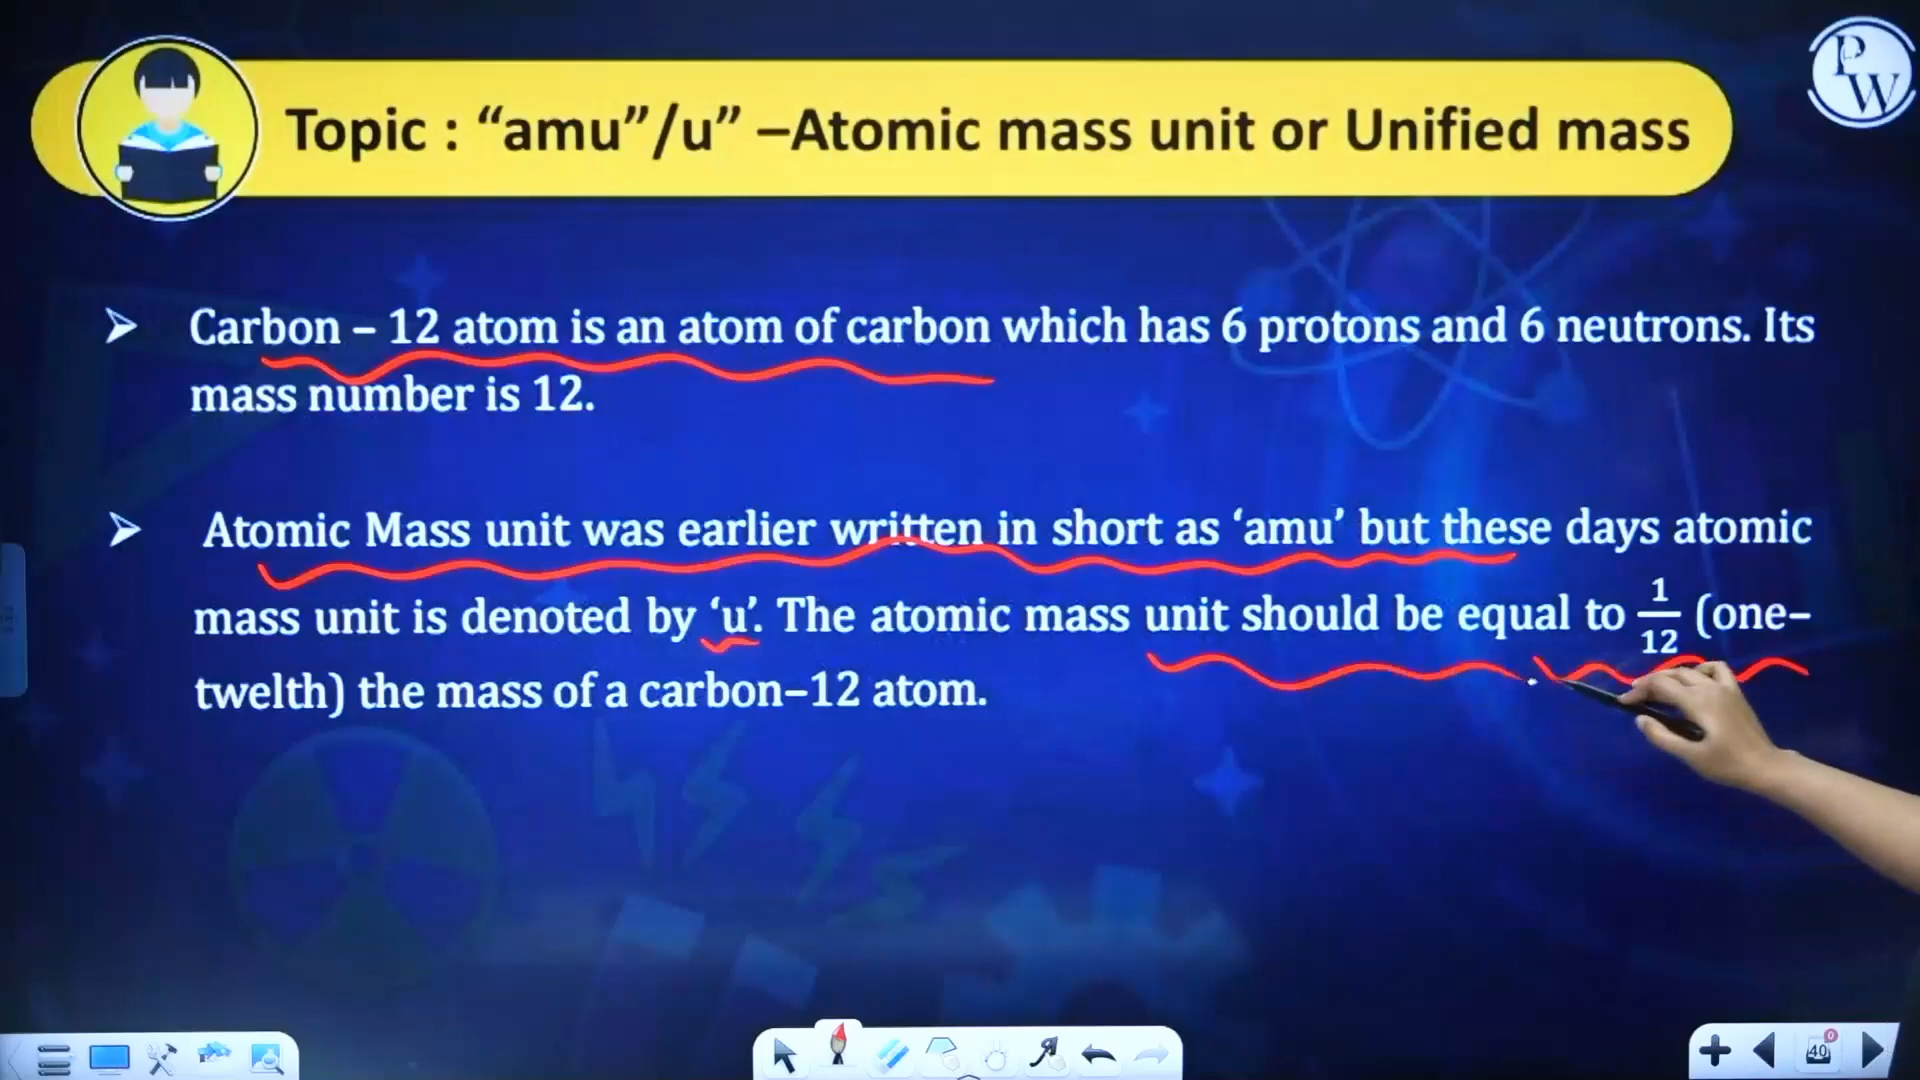 Topic : “amu”/u” –Atomic mass unit or Unified mass
PW
Carbon – 12 atom is an atom of carbon which has 6 protons and 6 neutrons. Its
mass number is 12.
Atomic Mass unit was earlier written in short as ‘amu’ but these days atomic
mass unit is denoted by ‘u’. The atomic mass unit should be equal to 1/12 (one–
twelth) the mass of a carbon–12 atom.
40
0